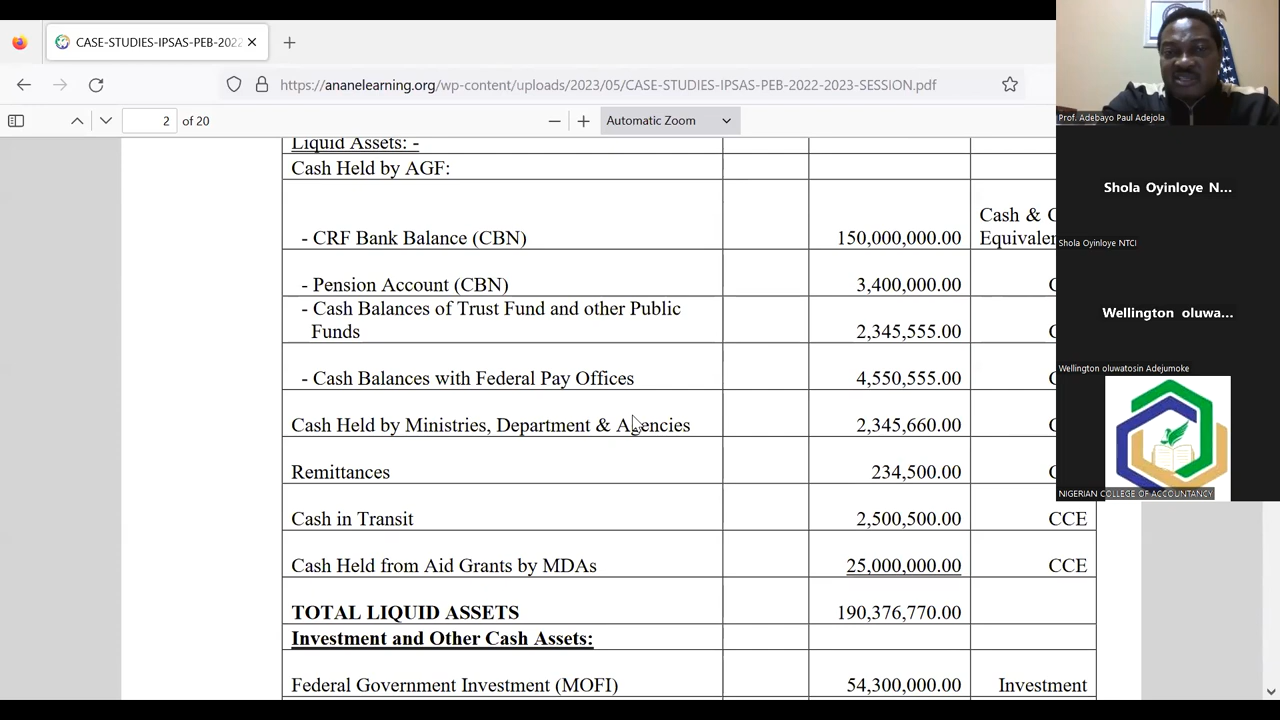 CASE-STUDIES-IPSAS-PEB-2022
https://ananelearning.org/wp-content/uploads/2023/05/CASE-STUDIES-IPSAS-PEB-2022-2023-SESSION.pdf
2 of 20
Automatic Zoom
Liquid Assets: -
Cash Held by AGF:
- CRF Bank Balance (CBN) 150,000,000.00 Cash & C
Equivalen
- Pension Account (CBN) 3,400,000.00 C
- Cash Balances of Trust Fund and other Public
Funds 2,345,555.00 C
- Cash Balances with Federal Pay Offices 4,550,555.00 C
Cash Held by Ministries, Department & Agencies 2,345,660.00 C
Remittances 234,500.00 C
Cash in Transit 2,500,500.00 CCE
Cash Held from Aid Grants by MDAs 25,000,000.00 CCE
TOTAL LIQUID ASSETS 190,376,770.00
Investment and Other Cash Assets:
Federal Government Investment (MOFI) 54,300,000.00 Investment
Prof. Adebayo Paul Adejola
Shola Oyinloye N...
Shola Oyinloye NTCI
Wellington oluwa...
Wellington oluwatosin Adejumoke
NIGERIAN COLLEGE OF ACCOUNTANCY